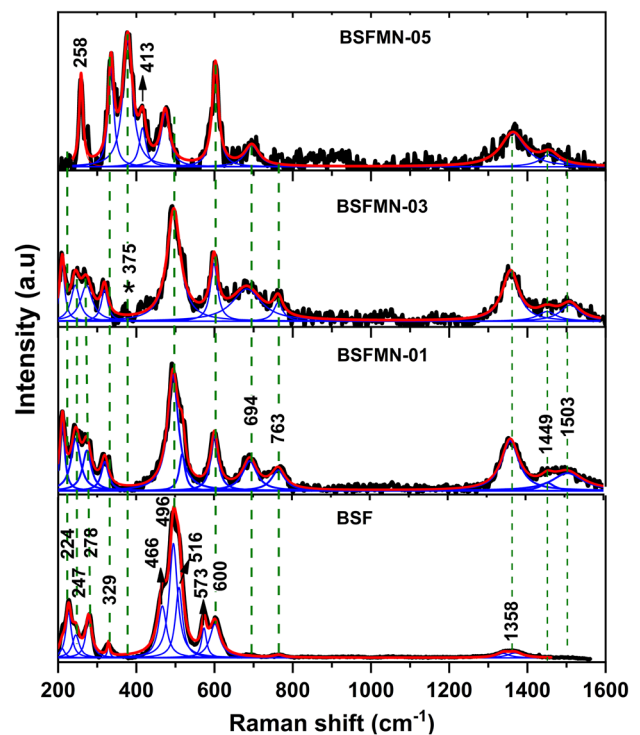 BSFMN-05
258
413
BSFMN-03
* 375
BSFMN-01
694
763
1449
1503
BSF
224
247
278
329
466
496
516
573
600
1358
200 400 600 800 1000 1200 1400 1600
Raman shift (cm-1)
Intensity (a.u)